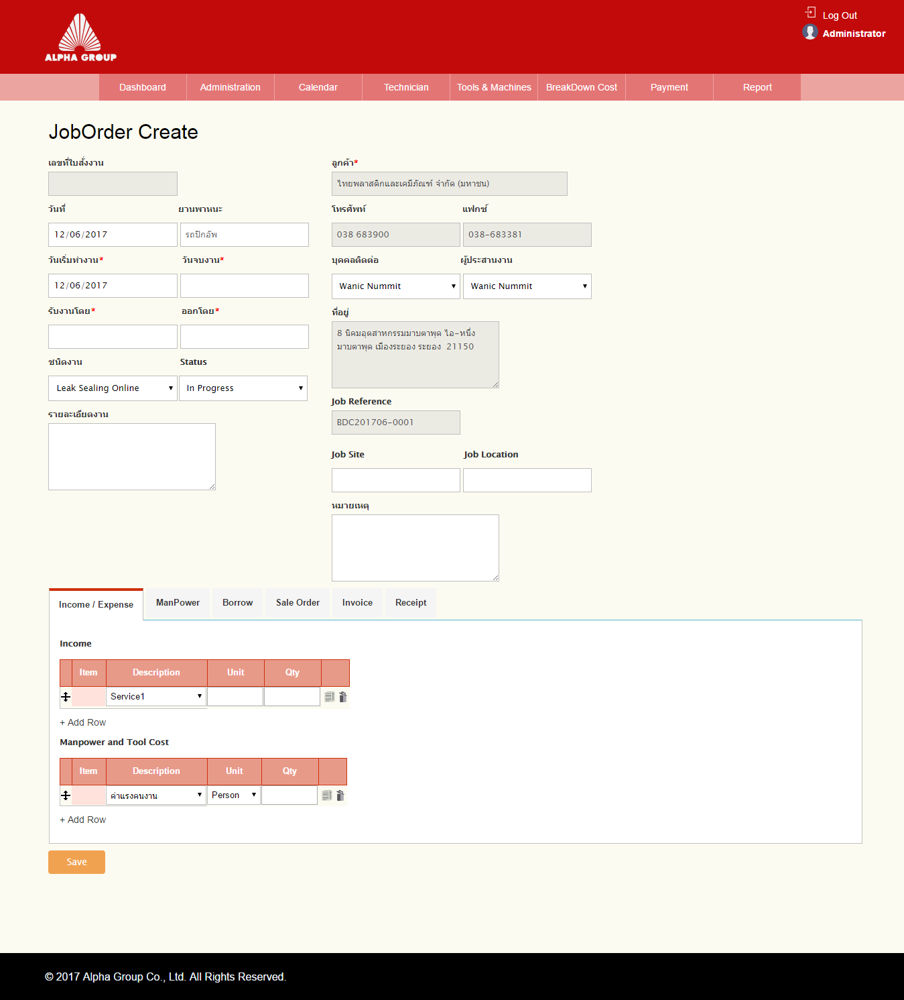 Log Out
Administrator
ALPHA GROUP
Dashboard Administration Calendar Technician Tools & Machines BreakDown Cost Payment Report
JobOrder Create
เลขที่ใบสั่งงาน
วันที่ ยานพาหนะ
12/06/2017 รถปิกอัพ
วันเริ่มทำงาน* วันจบงาน*
12/06/2017
รับงานโดย* ออกโดย*
ชนิดงาน Status
Leak Sealing Online In Progress
รายละเอียดงาน
ลูกค้า*
ไทยพลาสติกและเคมีภัณฑ์ จำกัด (มหาชน)
โทรศัพท์ แฟกซ์
038 683900 038-683381
บุคคลติดต่อ ผู้ประสานงาน
Wanic Nummit Wanic Nummit
ที่อยู่
8 นิคมอุตสาหกรรมมาบตาพุด ไอ-หนึ่ง
มาบตาพุด เมืองระยอง ระยอง 21150
Job Reference
BDC201706-0001
Job Site Job Location
หมายเหตุ
Income / Expense ManPower Borrow Sale Order Invoice Receipt
Income
Item Description Unit Qty
Service1
+ Add Row
Manpower and Tool Cost
Item Description Unit Qty
ค่าแรงคนงาน Person
+ Add Row
Save
© 2017 Alpha Group Co., Ltd. All Rights Reserved.